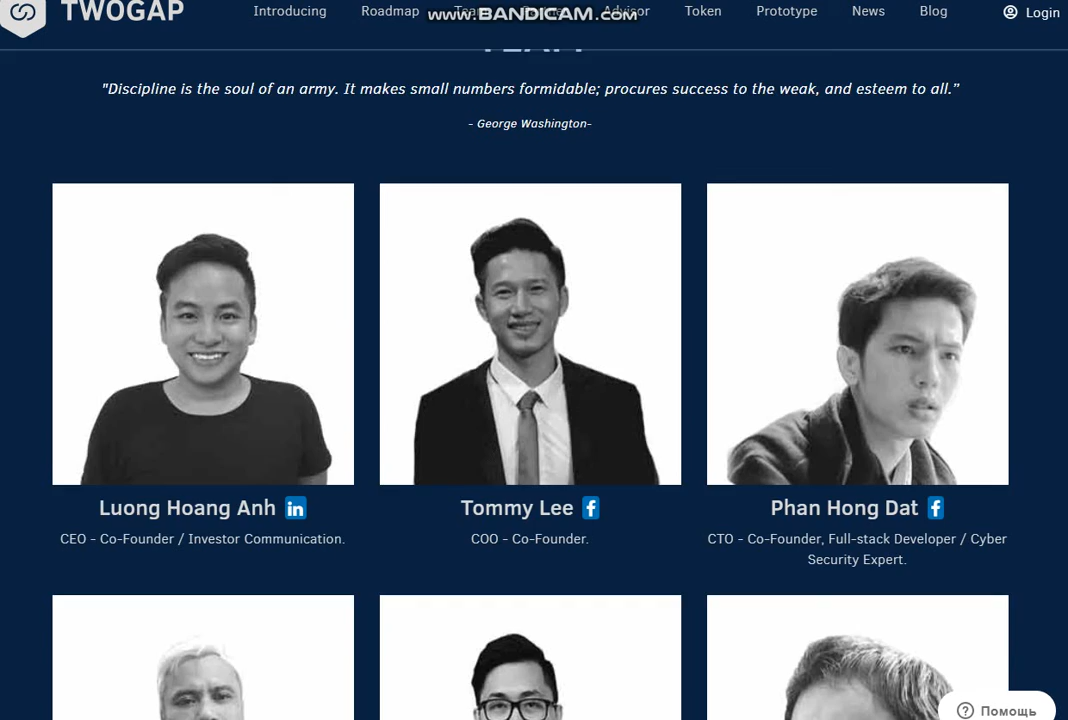 TWOGAP
Introducing Roadmap Team Advisor Token Prototype News Blog Login
www.BANDICAM.com
TEAM
"Discipline is the soul of an army. It makes small numbers formidable; procures success to the weak, and esteem to all.”
- George Washington-
Luong Hoang Anh in
CEO - Co-Founder / Investor Communication.
Tommy Lee f
COO - Co-Founder.
Phan Hong Dat f
CTO - Co-Founder, Full-stack Developer / Cyber
Security Expert.
? Помощь